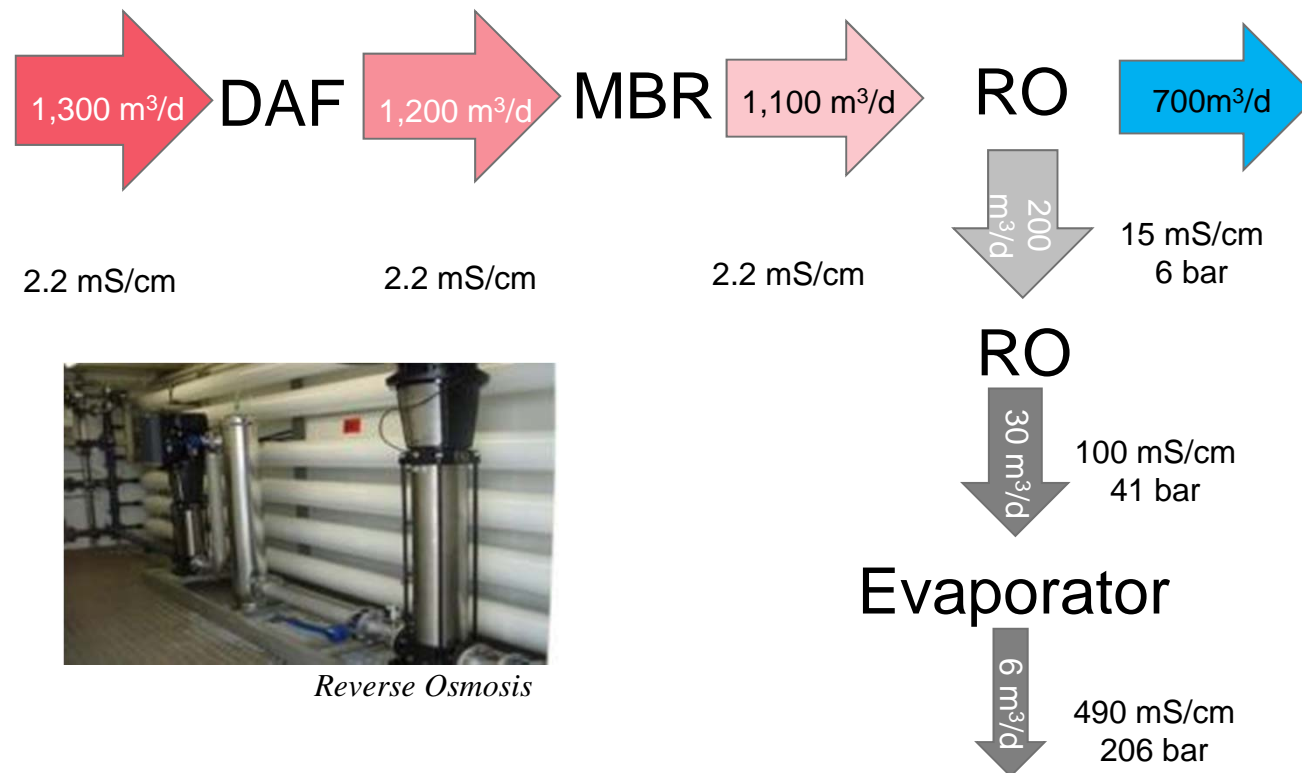 1,300 m³/d
DAF
1,200 m³/d
MBR
1,100 m³/d
RO
700m³/d
200
m³/d
15 mS/cm
6 bar
2.2 mS/cm
2.2 mS/cm
2.2 mS/cm
RO
30 m³/d
100 mS/cm
41 bar
Evaporator
6 m³/d
490 mS/cm
206 bar
Reverse Osmosis